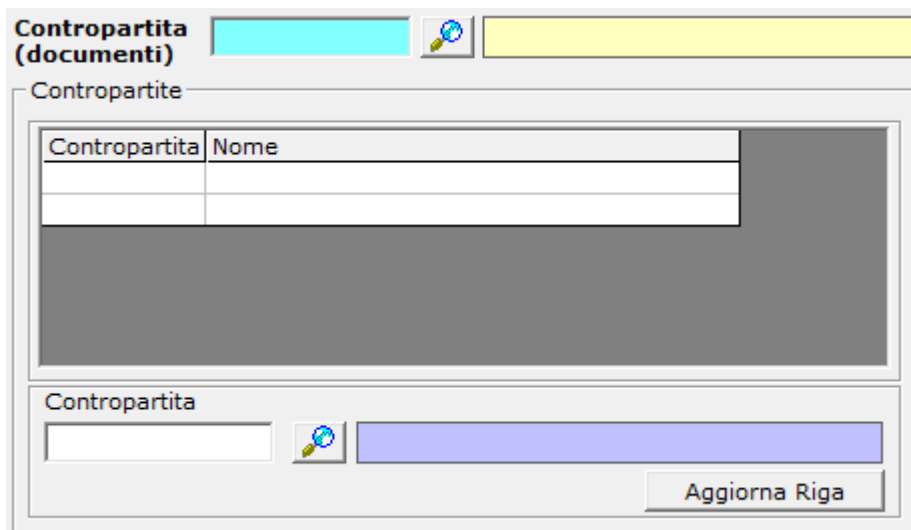 Contropartita
(documenti)
Contropartite
Contropartita Nome
Contropartita
Aggiorna Riga